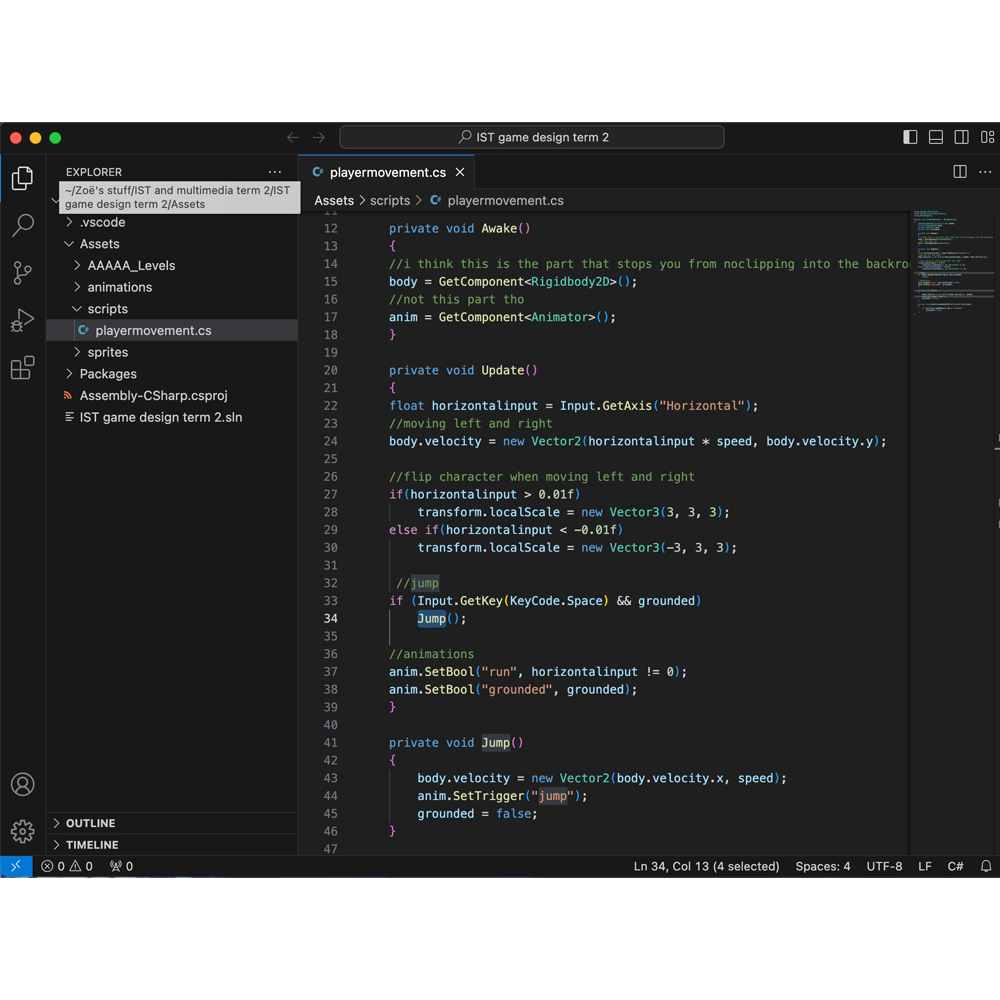 IST game design term 2
EXPLORER
playermovement.cs
~/Zoë's stuff/IST and multimedia term 2/IST
game design term 2/Assets
.vscode
Assets
AAAAA_Levels
animations
scripts
playermovement.cs
sprites
Packages
Assembly-CSharp.csproj
IST game design term 2.sln
OUTLINE
TIMELINE
Assets > scripts > playermovement.cs
11
12 private void Awake()
13 {
14 //i think this is the part that stops you from noclipping into the backro
15 body = GetComponent<Rigidbody2D>();
16 //not this part tho
17 anim = GetComponent<Animator>();
18 }
19
20 private void Update()
21 {
22 float horizontalinput = Input.GetAxis("Horizontal");
23 //moving left and right
24 body.velocity = new Vector2(horizontalinput * speed, body.velocity.y);
25
26 //flip character when moving left and right
27 if(horizontalinput > 0.01f)
28 transform.localScale = new Vector3(3, 3, 3);
29 else if(horizontalinput < -0.01f)
30 transform.localScale = new Vector3(-3, 3, 3);
31
32 //jump
33 if (Input.GetKey(KeyCode.Space) && grounded)
34 Jump();
35
36 //animations
37 anim.SetBool("run", horizontalinput != 0);
38 anim.SetBool("grounded", grounded);
39 }
40
41 private void Jump()
42 {
43 body.velocity = new Vector2(body.velocity.x, speed);
44 anim.SetTrigger("jump");
45 grounded = false;
46 }
47
0 0 0 Ln 34, Col 13 (4 selected) Spaces: 4 UTF-8 LF C#